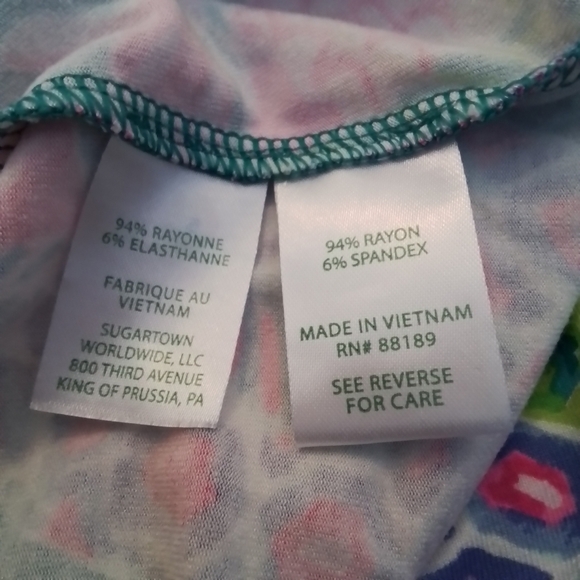 94% RAYONNE
6% ELASTHANNE
FABRIQUE AU
VIETNAM
SUGARTOWN
WORLDWIDE, LLC
800 THIRD AVENUE
KING OF PRUSSIA, PA
94% RAYON
6% SPANDEX
MADE IN VIETNAM
RN# 88189
SEE REVERSE
FOR CARE